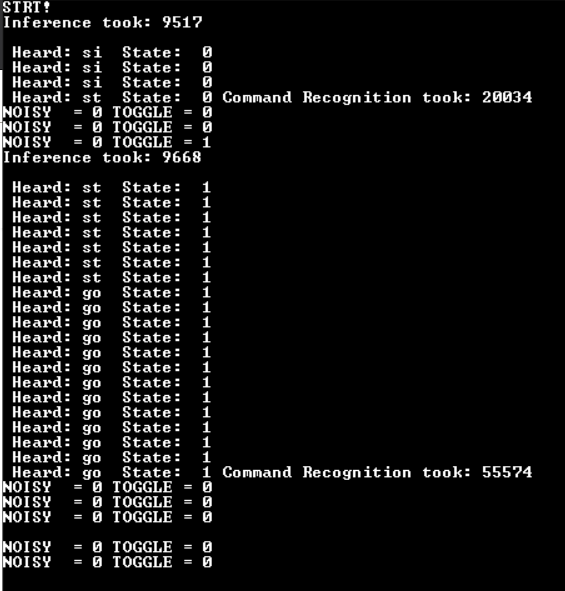 STRT!
Inference took: 9517
Heard: si State: 0
Heard: si State: 0
Heard: si State: 0
Heard: st State: 0 Command Recognition took: 20034
NOISY = 0 TOGGLE = 0
NOISY = 0 TOGGLE = 0
NOISY = 0 TOGGLE = 1
Inference took: 9668
Heard: st State: 1
Heard: st State: 1
Heard: st State: 1
Heard: st State: 1
Heard: st State: 1
Heard: st State: 1
Heard: st State: 1
Heard: go State: 1
Heard: go State: 1
Heard: go State: 1
Heard: go State: 1
Heard: go State: 1
Heard: go State: 1
Heard: go State: 1
Heard: go State: 1
Heard: go State: 1
Heard: go State: 1
Heard: go State: 1
Heard: go State: 1
Heard: go State: 1 Command Recognition took: 55574
NOISY = 0 TOGGLE = 0
NOISY = 0 TOGGLE = 0
NOISY = 0 TOGGLE = 0
NOISY = 0 TOGGLE = 0
NOISY = 0 TOGGLE = 0